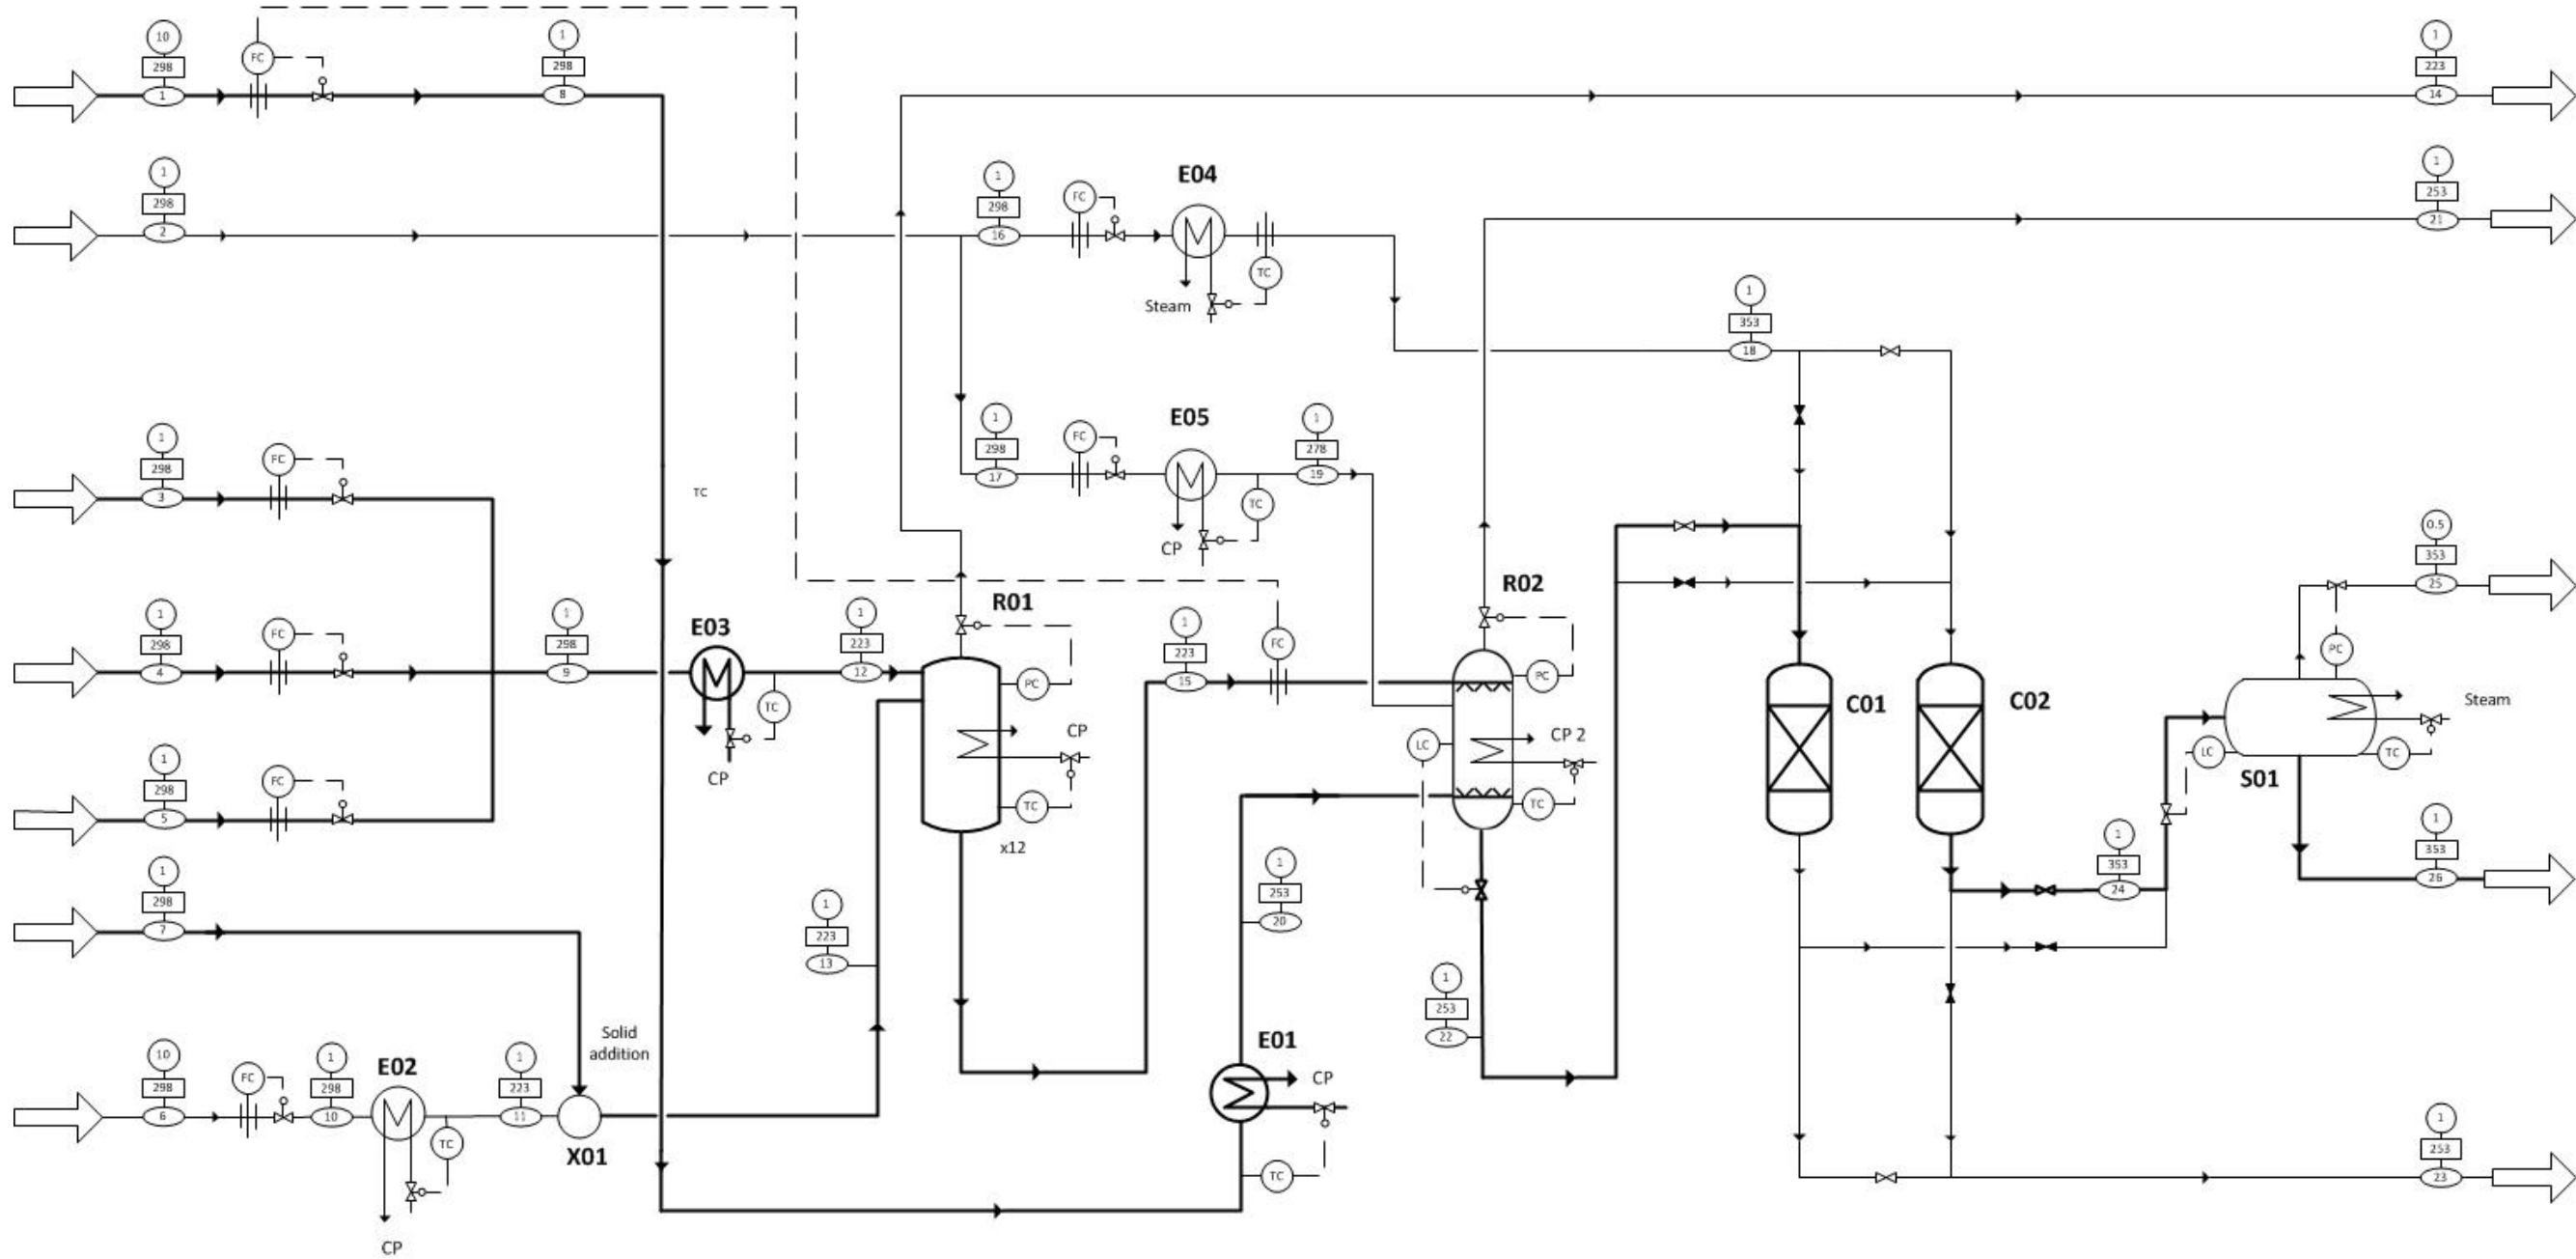 10
298
1
FC
1
298
8
1
223
14
1
298
2
1
298
16
FC
E04
TC
Steam
1
253
21
1
353
18
1
298
3
FC
TC
1
298
17
FC
E05
TC
CP
1
278
19
1
298
4
FC
1
298
9
E03
TC
CP
1
223
12
R01
PC
CP
TC
x12
1
223
15
FC
R02
PC
LC
CP 2
TC
C01
C02
0.5
353
25
PC
Steam
LC
TC
S01
1
298
5
FC
1
298
7
1
223
13
1
253
20
1
253
22
1
353
24
1
353
26
Solid
addition
10
298
6
FC
1
298
10
E02
TC
CP
1
223
11
X01
E01
CP
TC
1
253
23